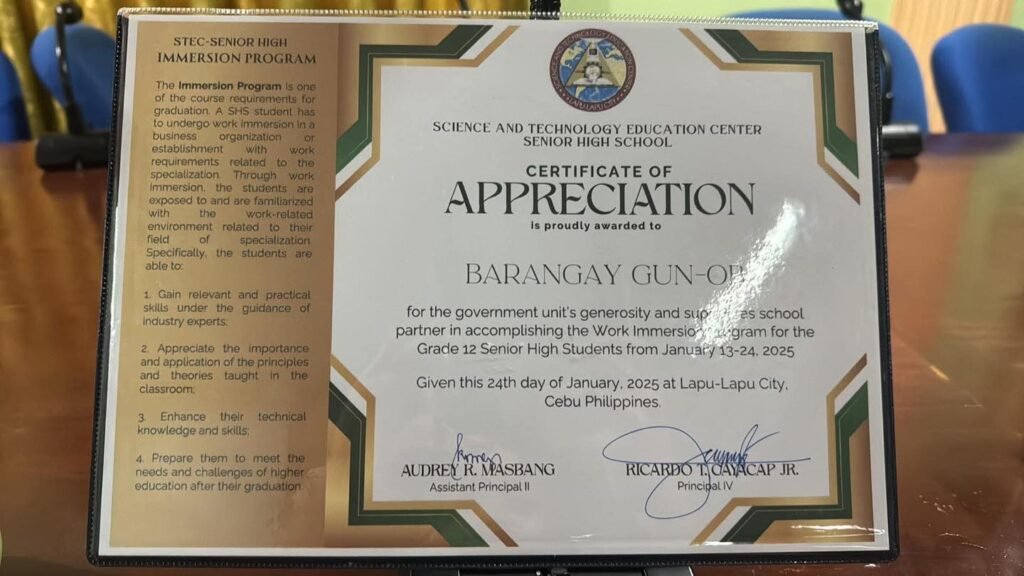 STEC-SENIOR HIGH
IMMERSION PROGRAM
The Immersion Program is one
of the course requirements for
graduation. A SHS student has
to undergo work immersion in a
business organization or
establishment with work
requirements related to the
specialization. Through work
immersion, the students are
exposed to and are familiarized
with the work-related
environment related to their
field of specialization.
Specifically, the students are
able to:
1. Gain relevant and practical
skills under the guidance of
industry experts;
2. Appreciate the importance
and application of the principles
and theories taught in the
classroom;
3. Enhance their technical
knowledge and skills;
4. Prepare them to meet the
needs and challenges of higher
education after their graduation
LAPU LAPU CITY
SCIENCE AND TECHNOLOGY EDUCATION CENTER
SENIOR HIGH SCHOOL
CERTIFICATE OF
APPRECIATION
is proudly awarded to
BARANGAY GUN-OB
for the government unit's generosity and school
partner in accomplishing the Work Immersion Program for the
Grade 12 Senior High Students from January 13-24, 2025
Given this 24th day of January, 2025 at Lapu-Lapu City,
Cebu Philippines.
AUDREY R. MASBANG
Assistant Principal II
RICARDO T. CAYACAP JR.
Principal IV